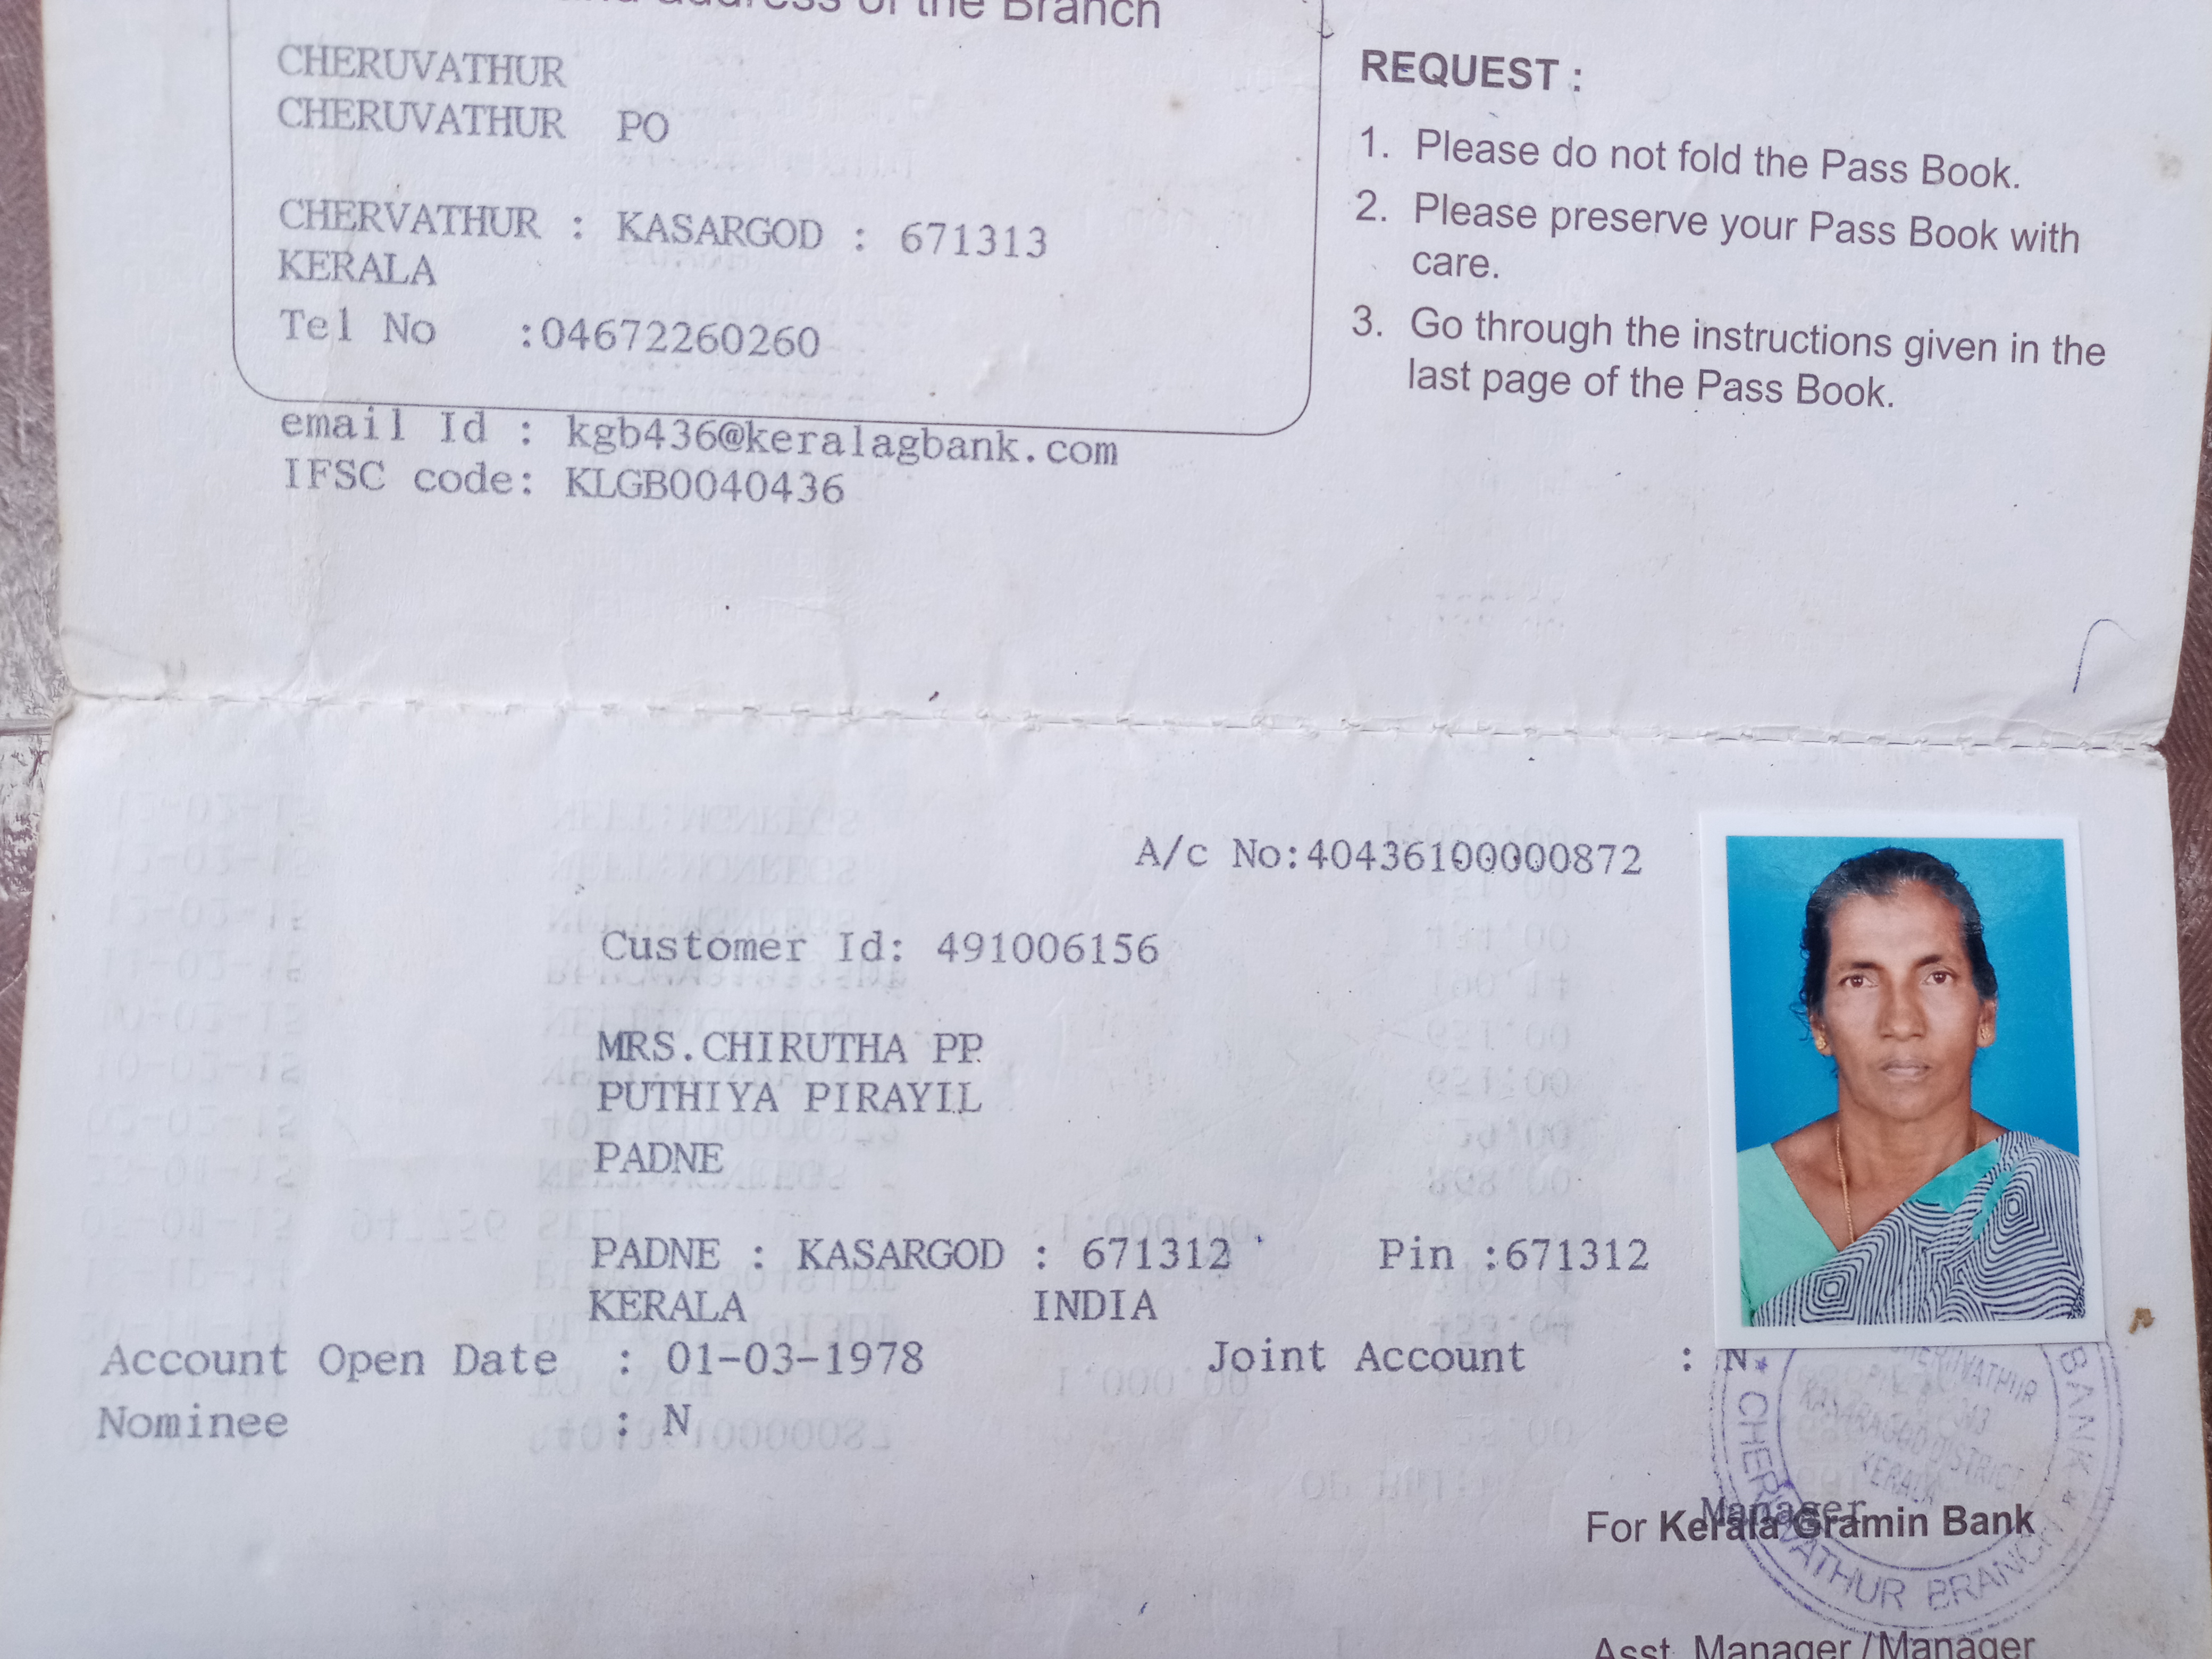 and address of the Branch
CHERUVATHUR
CHERUVATHUR PO
CHERVATHUR : KASARGOD : 671313
KERALA
Tel No :04672260260
email Id : kgb436@keralagbank.com
IFSC code: KLGB0040436
REQUEST :
1. Please do not fold the Pass Book.
2. Please preserve your Pass Book with
care.
3. Go through the instructions given in the
last page of the Pass Book.
A/c No:40436100000872
Customer Id: 491006156
MRS.CHIRUTHA PP
PUTHIYA PIRAYIL
PADNE
PADNE : KASARGOD : 671312 Pin :671312
KERALA INDIA
Account Open Date : 01-03-1978 Joint Account : N
Nominee : N
Manager
For Kerala Gramin Bank
BANK * CHERUVATHUR BRANCH *
CHERUVATHUR
KASARAGOD DISTRICT
KERALA
Asst. Manager / Manager